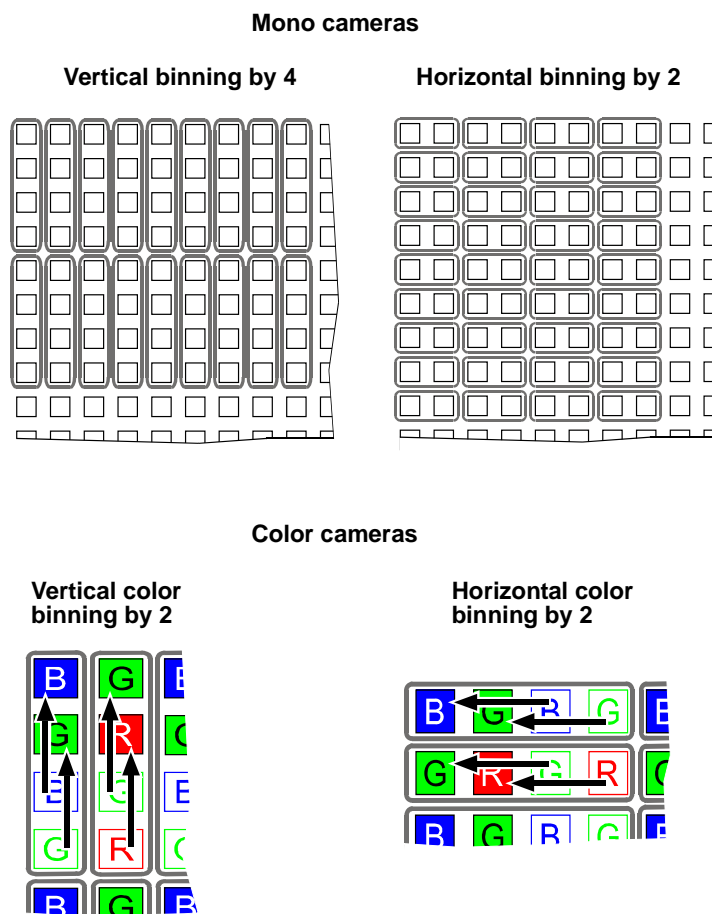 Mono cameras
Vertical binning by 4
Horizontal binning by 2
Color cameras
Vertical color
binning by 2
Horizontal color
binning by 2
B G B
G R G
B G B
G R G
B G B
B G B G B
G R G R G
B G B G B